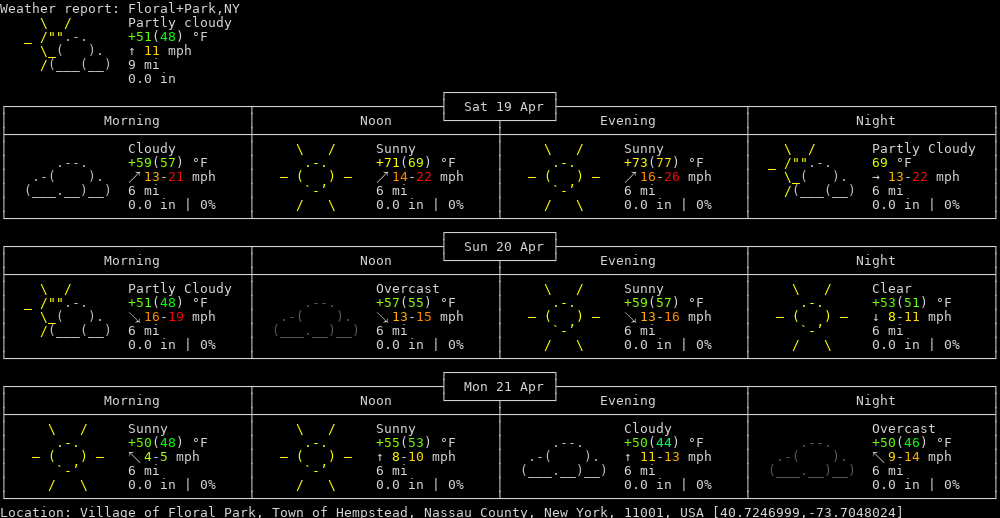 Weather report: Floral+Park,NY
Partly cloudy
+51(48) °F
↑ 11 mph
9 mi
0.0 in
Sat 19 Apr
Morning Noon Evening Night
Cloudy Sunny Sunny Partly Cloudy
+59(57) °F +71(69) °F +73(77) °F 69 °F
↗ 13-21 mph ↗ 14-22 mph ↗ 16-26 mph → 13-22 mph
6 mi 6 mi 6 mi 6 mi
0.0 in | 0% 0.0 in | 0% 0.0 in | 0% 0.0 in | 0%
Sun 20 Apr
Morning Noon Evening Night
Partly Cloudy Overcast Sunny Clear
+51(48) °F +57(55) °F +59(57) °F +53(51) °F
↘ 16-19 mph ↘ 13-15 mph ↘ 13-16 mph ↓ 8-11 mph
6 mi 6 mi 6 mi 6 mi
0.0 in | 0% 0.0 in | 0% 0.0 in | 0% 0.0 in | 0%
Mon 21 Apr
Morning Noon Evening Night
Sunny Sunny Cloudy Overcast
+50(48) °F +55(53) °F +50(44) °F +50(46) °F
↖ 4-5 mph ↑ 8-10 mph ↑ 11-13 mph ↖ 9-14 mph
6 mi 6 mi 6 mi 6 mi
0.0 in | 0% 0.0 in | 0% 0.0 in | 0% 0.0 in | 0%
Location: Village of Floral Park, Town of Hempstead, Nassau County, New York, 11001, USA [40.7246999,-73.7048024]